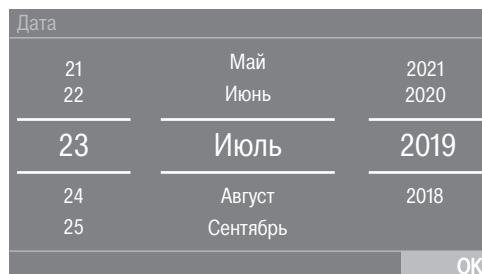 Дата
21 Май 2021
22 Июнь 2020
23 Июль 2019
24 Август 2018
25 Сентябрь
OK